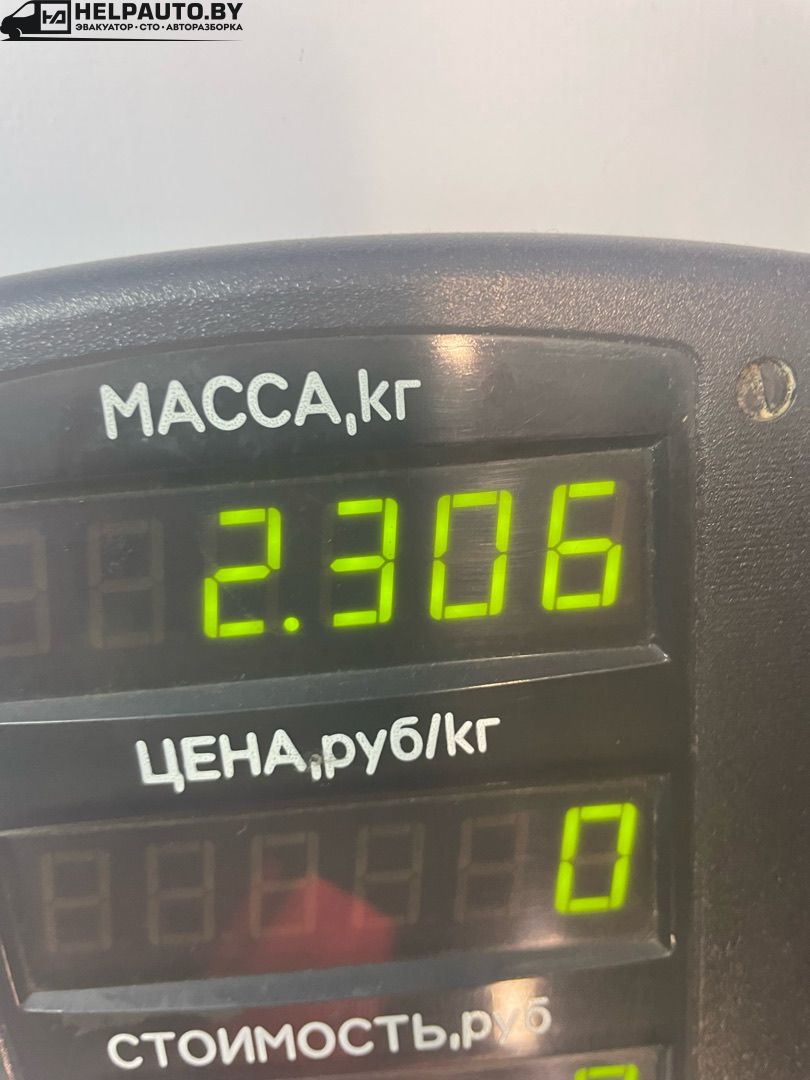 HELPAUTO.BY
ЭВАКУАТОР • СТО • АВТОРАЗБОРКА
МАССА,кг
2.306
ЦЕНА,руб/кг
0
СТОИМОСТЬ,руб